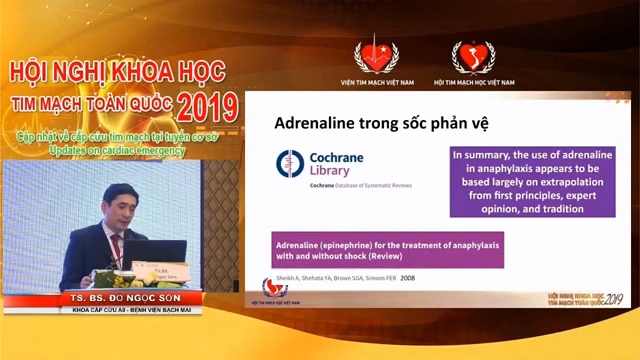 HỘI NGHỊ KHOA HỌC
TIM MẠCH TOÀN QUỐC 2019
Cập nhật về cấp cứu tim mạch tại tuyến cơ sở
Updates on cardiac emergency
TS. BS. ĐỖ NGỌC SƠN
KHOA CẤP CỨU A9 - BỆNH VIỆN BẠCH MAI
VIỆN TIM MẠCH VIỆT NAM
HỘI TIM MẠCH HỌC VIỆT NAM
Adrenaline trong sốc phản vệ
Cochrane
Library
Cochrane Database of Systematic Reviews
In summary, the use of adrenaline
in anaphylaxis appears to be
based largely on extrapolation
from first principles, expert
opinion, and tradition
Adrenaline (epinephrine) for the treatment of anaphylaxis
with and without shock (Review)
Sheikh A, Shehata YA, Brown SGA, Simons FER 2008
HỘI TIM MẠCH HỌC VIỆT NAM
HỘI NGHỊ KHOA HỌC
TIM MẠCH TOÀN QUỐC 2019